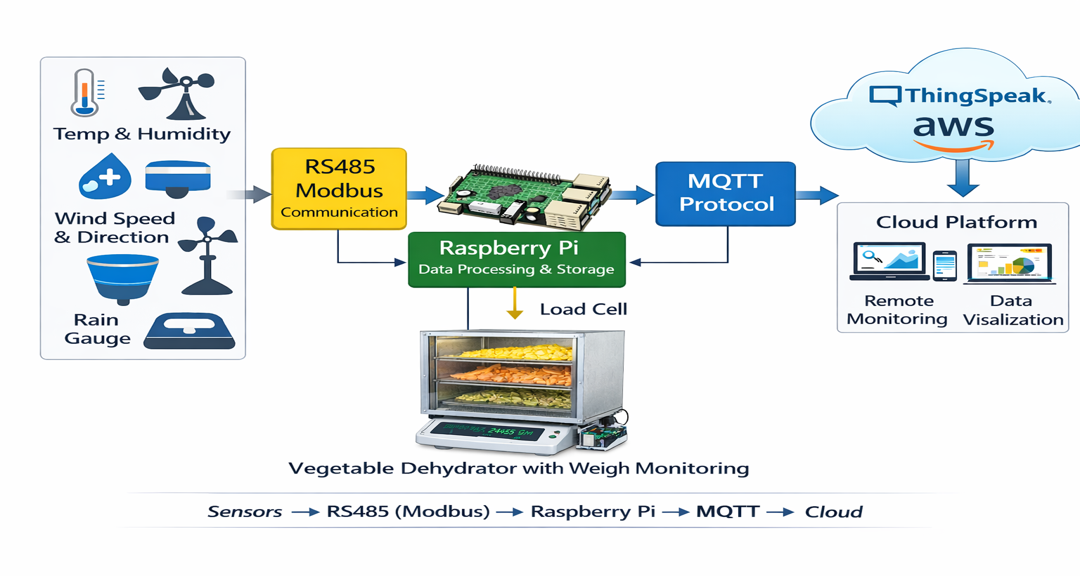 Temp & Humidity
Wind Speed
& Direction
Rain
Gauge
RS485
Modbus
Communication
Raspberry Pi
Data Processing & Storage
Load Cell
MQTT
Protocol
ThingSpeak
aws
Cloud Platform
Remote
Monitoring
Data
Visalization
Vegetable Dehydrator with Weigh Monitoring
Sensors → RS485 (Modbus) → Raspberry Pi → MQTT → Cloud